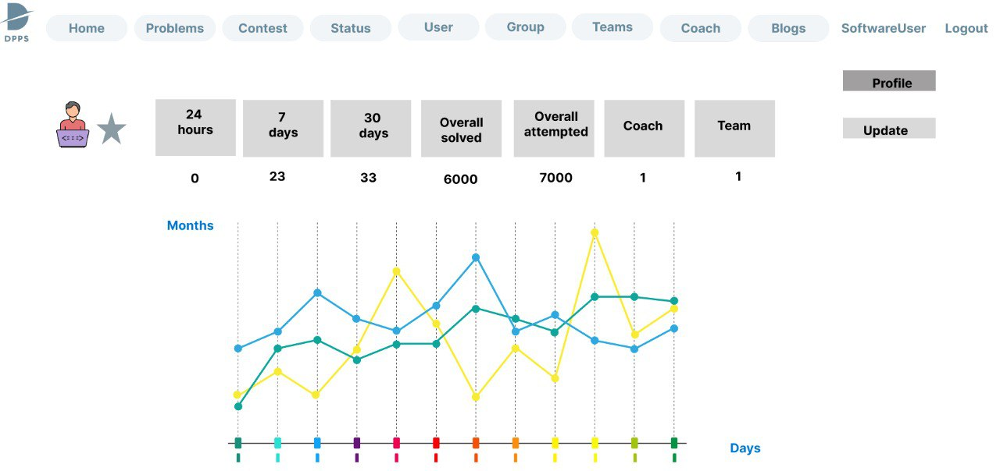 DPPS
Home
Problems
Contest
Status
User
Group
Teams
Coach
Blogs
SoftwareUser
Logout
Profile
Update
24
hours
7
days
30
days
Overall
solved
Overall
attempted
Coach
Team
0
23
33
6000
7000
1
1
<:::>
Months
Days